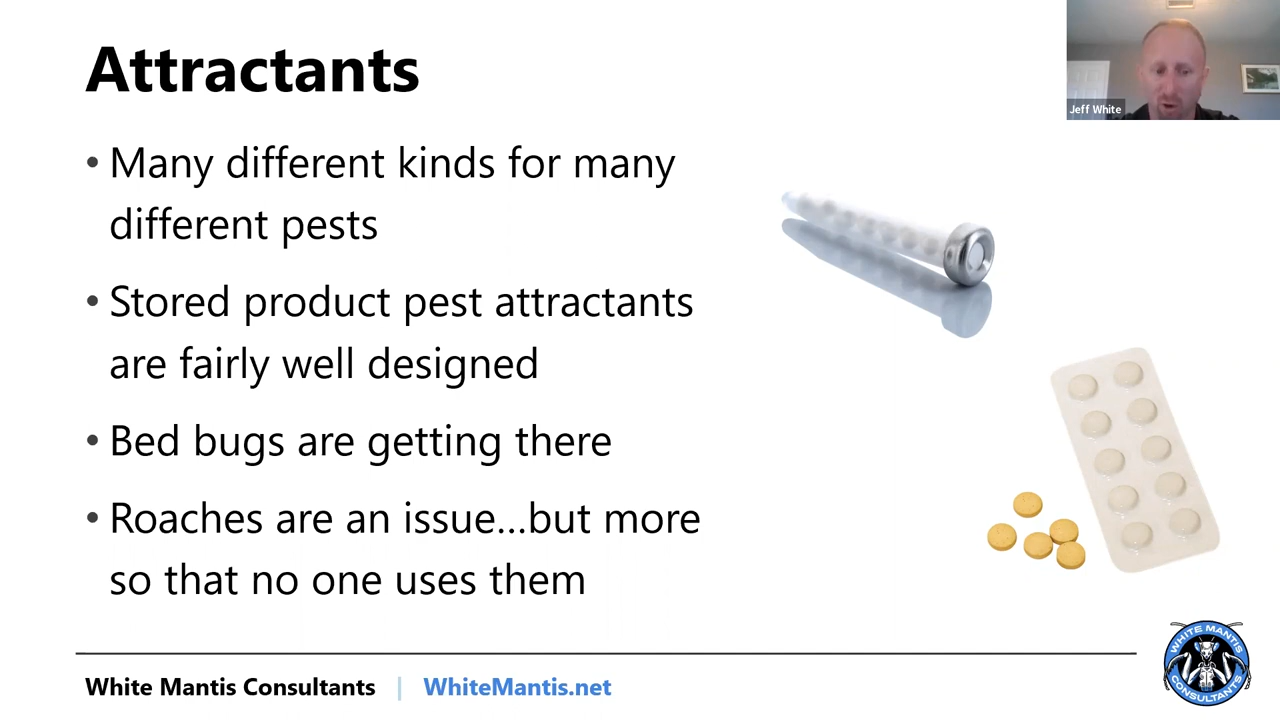 Attractants
Jeff White
• Many different kinds for many
different pests
• Stored product pest attractants
are fairly well designed
• Bed bugs are getting there
• Roaches are an issue...but more
so that no one uses them
White Mantis Consultants | WhiteMantis.net
WHITE MANTIS
CONSULTANTS